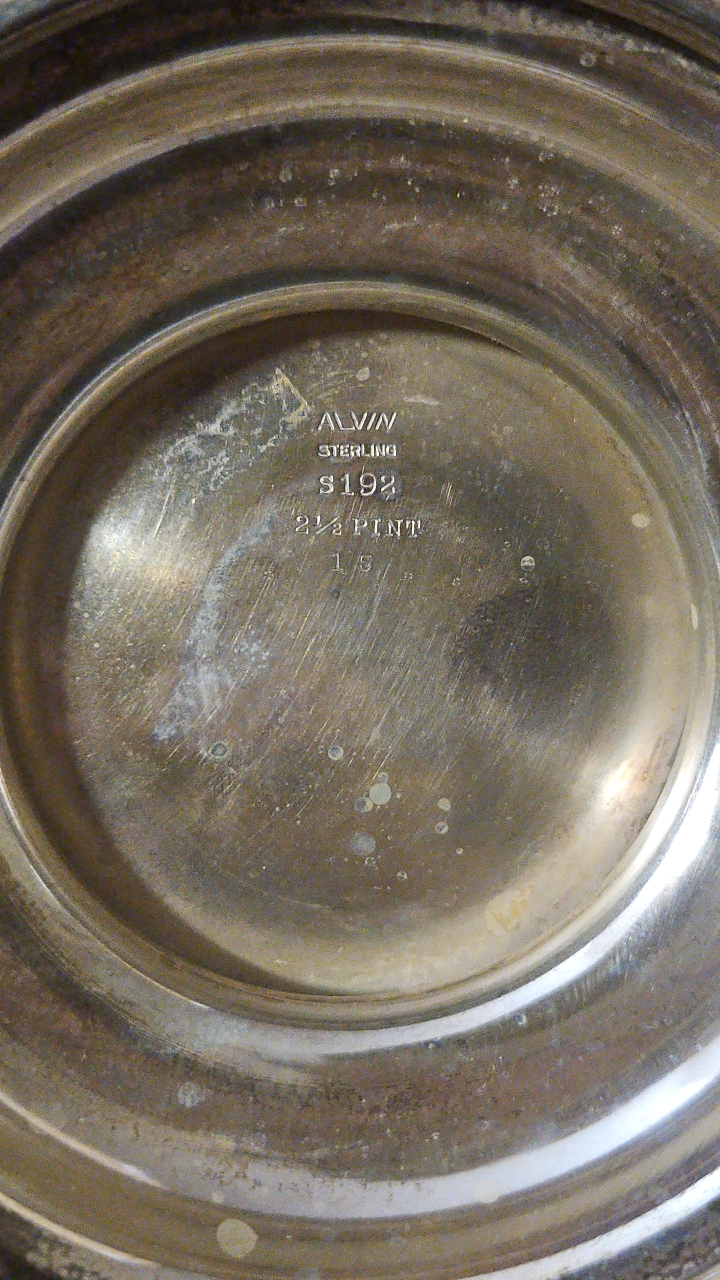 ALVIN
STERLING
S192
2½ PINT
15